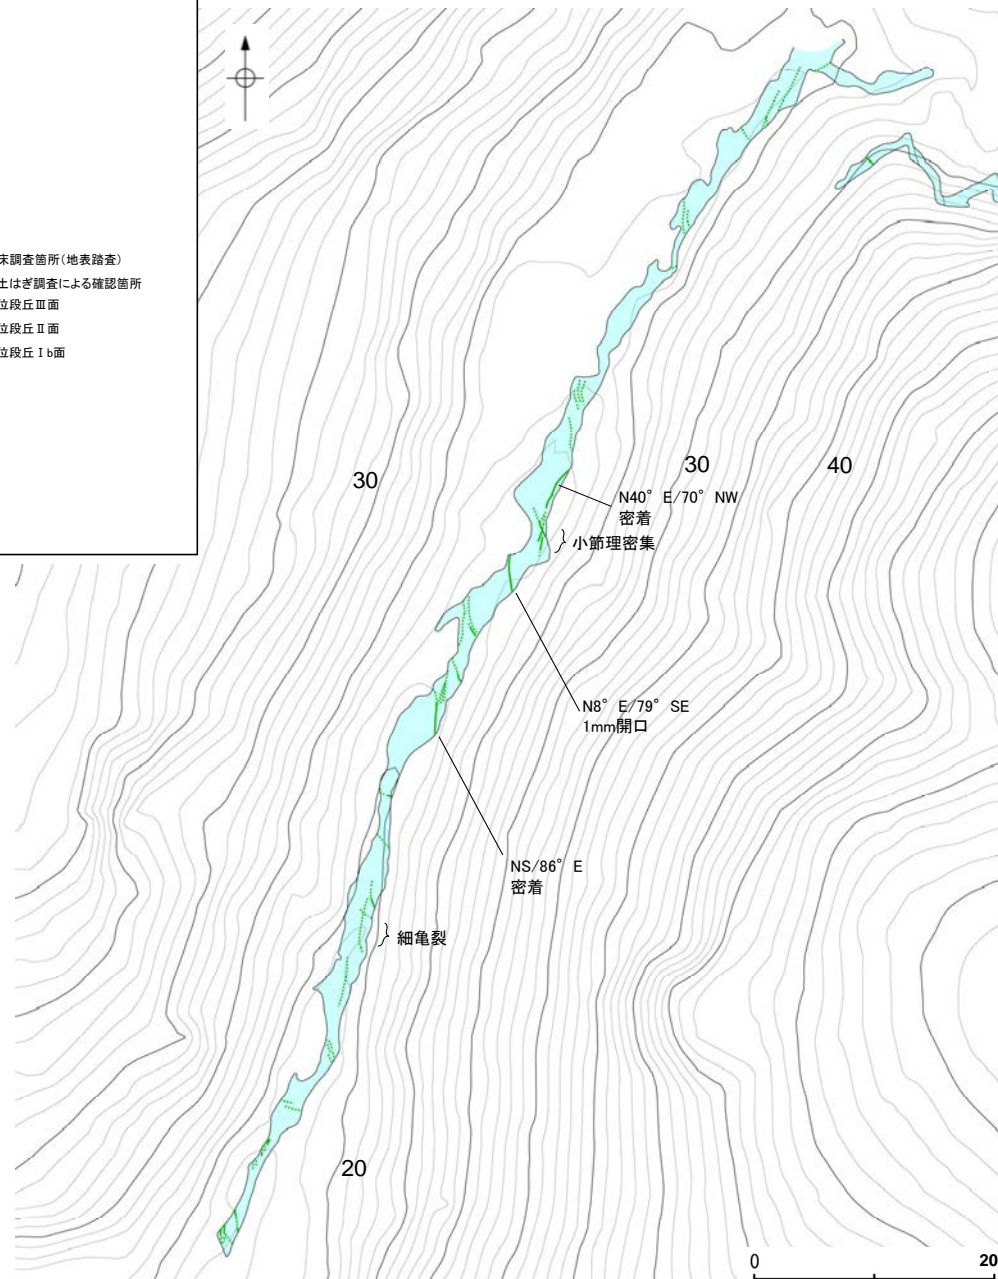 末調査箇所(地表踏査)
土はぎ調査による確認箇所
位段丘Ⅲ面
位段丘Ⅱ面
位段丘Ⅰb面
30
30
40
N40°E/70°NW
密着
小節理密集
N8°E/79°SE
1mm開口
NS/86°E
密着
細亀裂
20
0
20